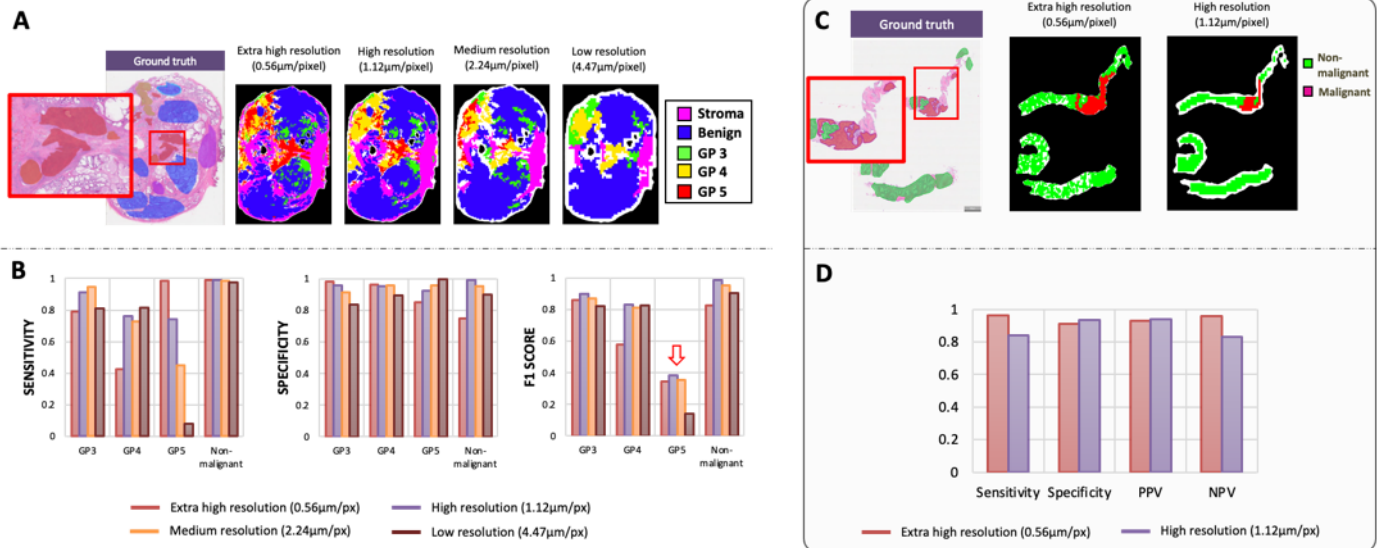 A
Ground truth
Extra high resolution
(0.56µm/pixel)
High resolution
(1.12µm/pixel)
Medium resolution
(2.24µm/pixel)
Low resolution
(4.47µm/pixel)
Stroma
Benign
GP 3
GP 4
GP 5
B
SENSITIVITY
1
0.8
0.6
0.4
0.2
0
GP3
GP4
GP5
Non-
malignant
SPECIFICITY
1
0.8
0.6
0.4
0.2
0
GP3
GP4
GP5
Non-
malignant
F1 SCORE
1
0.8
0.6
0.4
0.2
0
GP3
GP4
GP5
Non-
malignant
Extra high resolution (0.56µm/px)
High resolution (1.12µm/px)
Medium resolution (2.24µm/px)
Low resolution (4.47µm/px)
C
Ground truth
Extra high resolution
(0.56µm/pixel)
High resolution
(1.12µm/pixel)
Non-
malignant
Malignant
D
1
0.8
0.6
0.4
0.2
0
Sensitivity
Specificity
PPV
NPV
Extra high resolution (0.56µm/px)
High resolution (1.12µm/px)